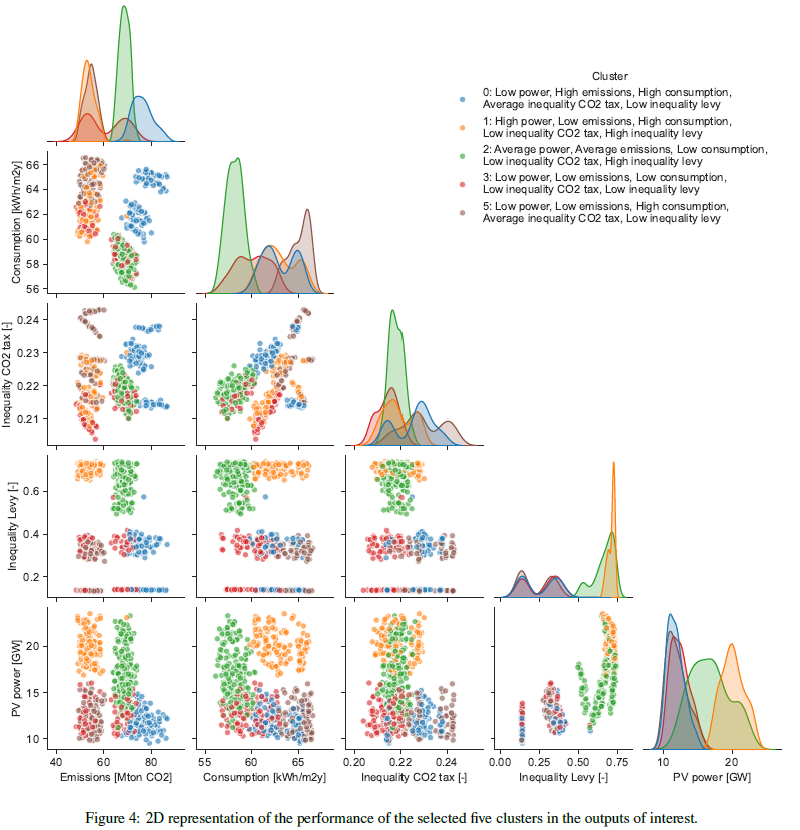 Cluster
0: Low power, High emissions, High consumption,
Average inequality CO2 tax, Low inequality levy
1: High power, Low emissions, High consumption,
Low inequality CO2 tax, High inequality levy
2: Average power, Average emissions, Low consumption,
Low inequality CO2 tax, High inequality levy
3: Low power, Low emissions, Low consumption,
Low inequality CO2 tax, Low inequality levy
5: Low power, Low emissions, High consumption,
Average inequality CO2 tax, Low inequality levy
Consumption [kWh/m2y]
66
64
62
60
58
56
Inequality CO2 tax [-]
0.24
0.23
0.22
0.21
Inequality Levy [-]
0.6
0.4
0.2
PV power [GW]
20
15
10
40 60 80
55 60 65
0.20 0.22 0.24
0.00 0.25 0.50 0.75
10 20
Emissions [Mton CO2]
Consumption [kWh/m2y]
Inequality CO2 tax [-]
Inequality Levy [-]
PV power [GW]
Figure 4: 2D representation of the performance of the selected five clusters in the outputs of interest.